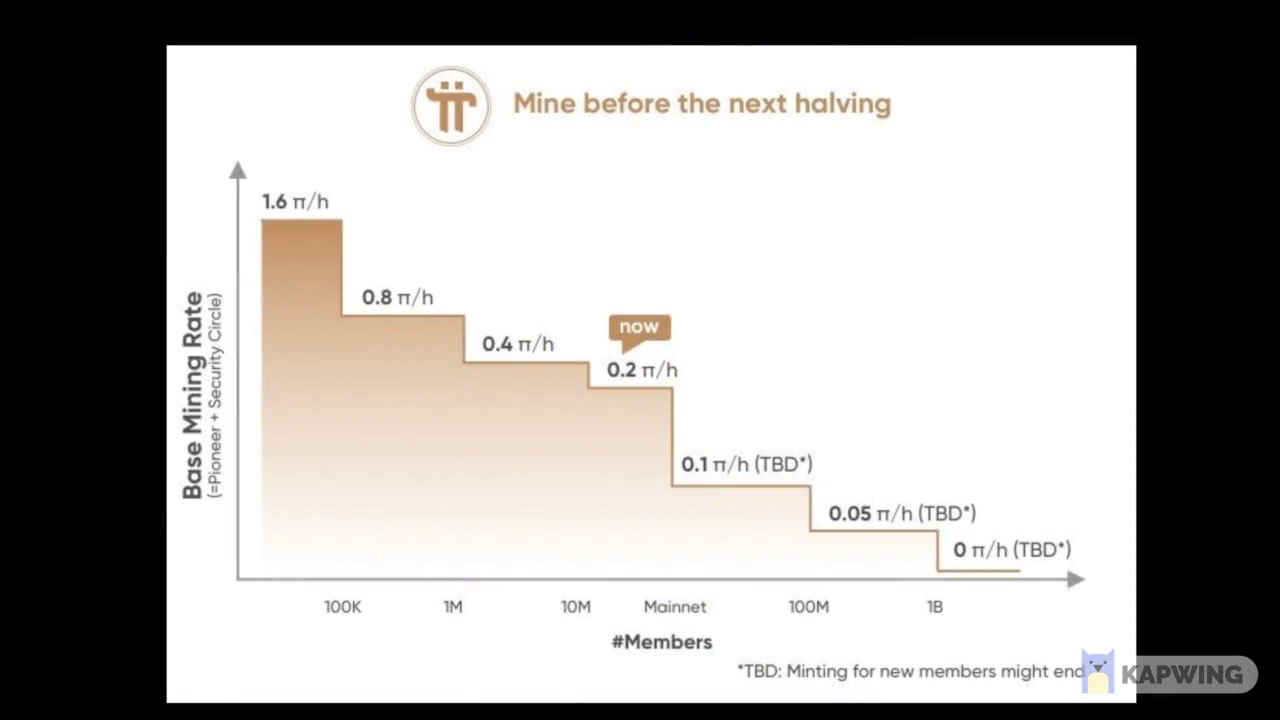 Mine before the next halving
1.6 π/h
0.8 π/h
now
0.4 π/h
0.2 π/h
0.1 π/h (TBD*)
0.05 π/h (TBD*)
0 π/h (TBD*)
Base Mining Rate
(=Pioneer + Security Circle)
100K 1M 10M Mainnet 100M 1B
#Members
*TBD: Minting for new members might end
KAPWING